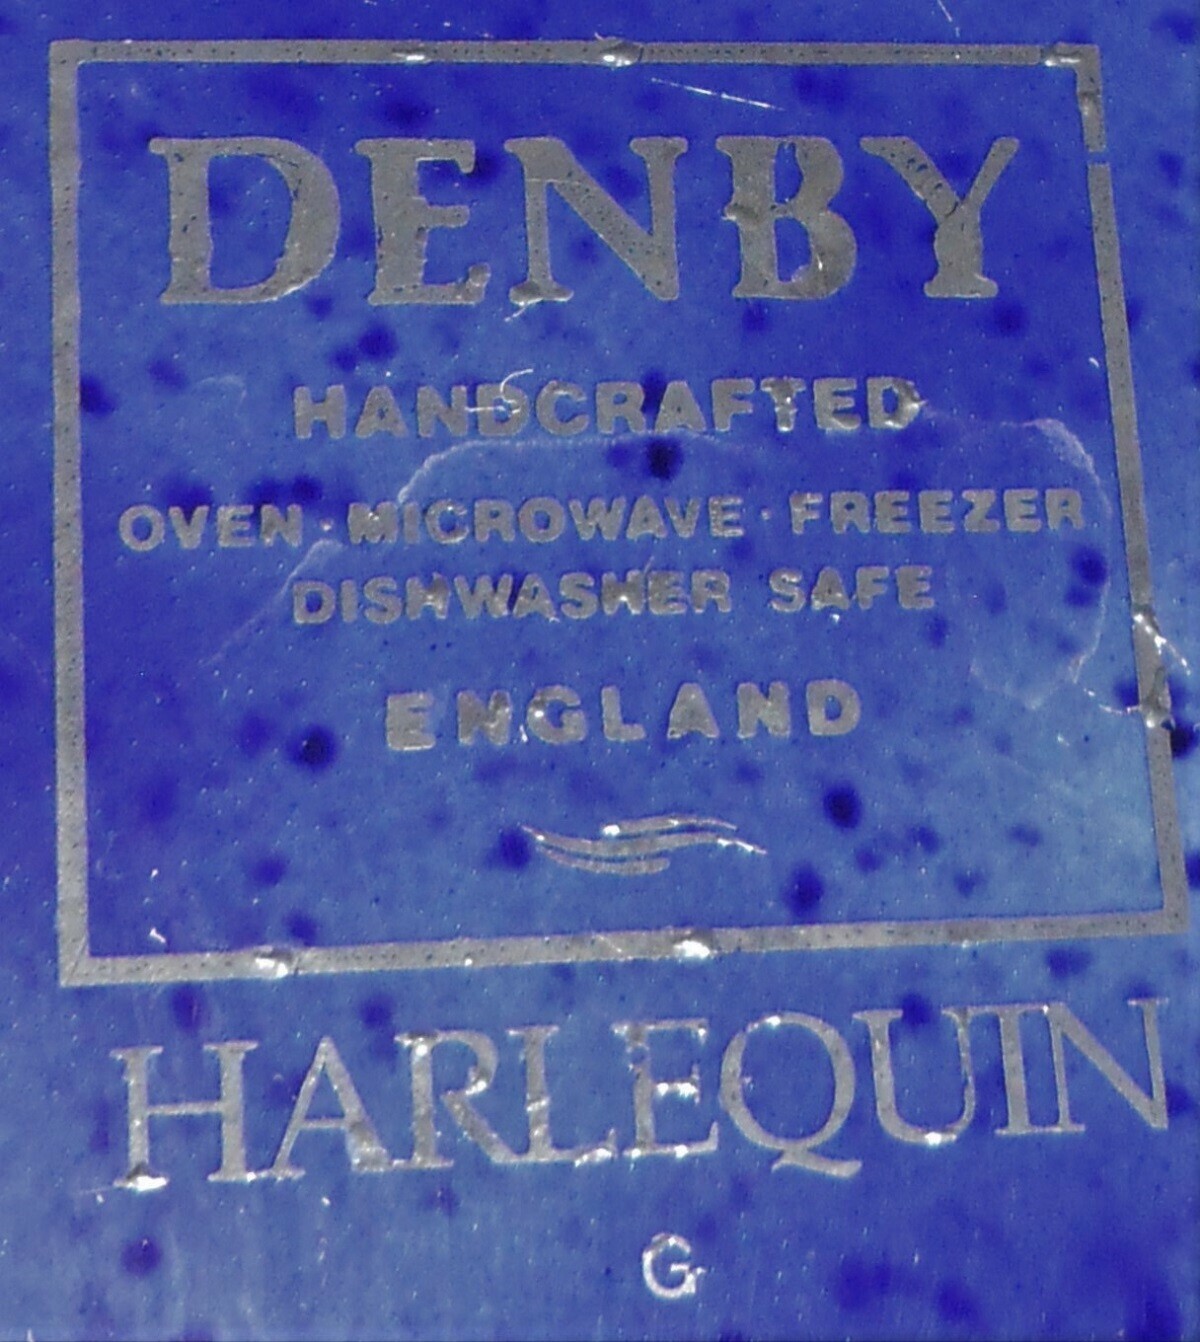 DENBY
HANDCRAFTED
OVEN · MICROWAVE · FREEZER
DISHWASHER SAFE
ENGLAND
HARLEQUIN
G